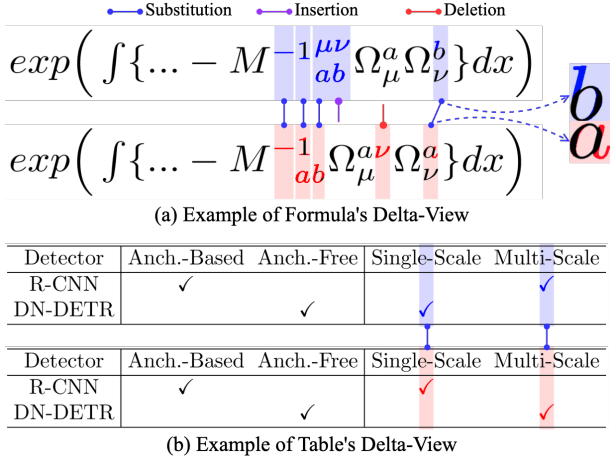 Substitution Insertion Deletion
exp( ∫{... − M^{−1 μν}_{ab} Ω^a_μ Ω^b_ν}dx )
b
exp( ∫{... − M^{−1}_{ab} Ω^{aν}_μ Ω^a_ν}dx )
a
(a) Example of Formula's Delta-View
Detector Anch.-Based Anch.-Free Single-Scale Multi-Scale
R-CNN ✓ ✓
DN-DETR ✓ ✓
Detector Anch.-Based Anch.-Free Single-Scale Multi-Scale
R-CNN ✓ ✓
DN-DETR ✓ ✓
(b) Example of Table's Delta-View